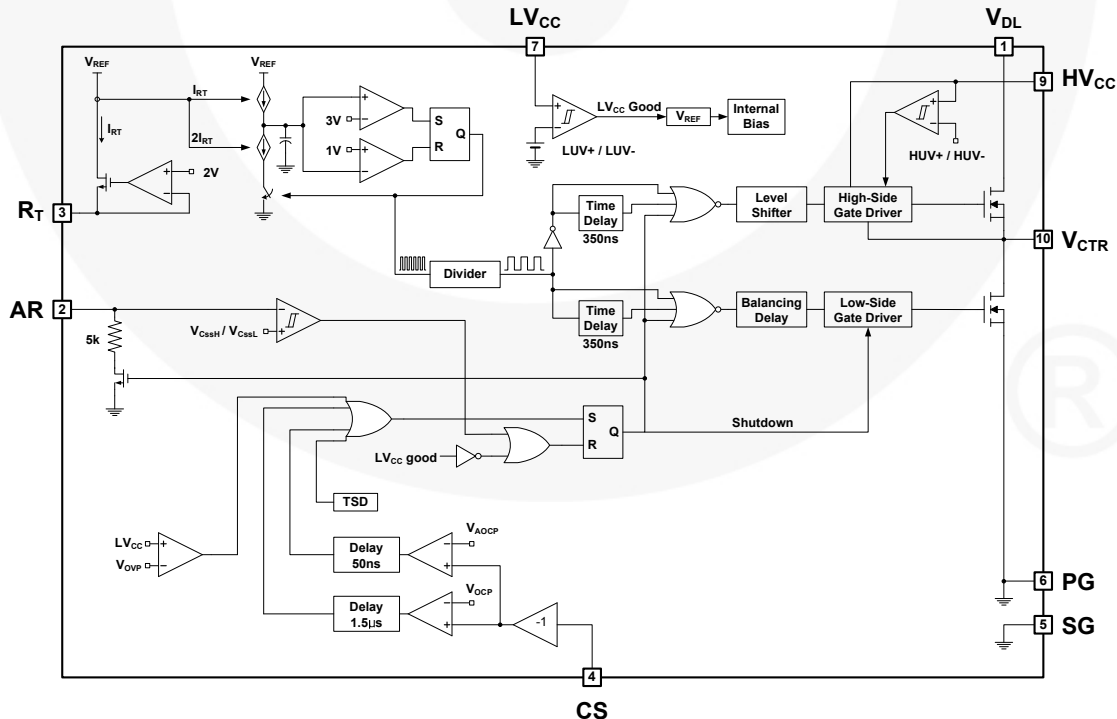 LVCC
VDL
7
1
VREF
VREF
9
HVCC
IRT
IRT
2IRT
3V
1V
S
R
Q
+
-
+
-
+
-
LVCC Good
VREF
Internal
Bias
LUV+ / LUV-
+
-
HUV+ / HUV-
+
-
2V
RT
3
Time
Delay
350ns
Level
Shifter
High-Side
Gate Driver
10
VCTR
Divider
AR
2
-
+
VCssH / VCssL
5k
Time
Delay
350ns
Balancing
Delay
Low-Side
Gate Driver
S
R
Q
Shutdown
LVCC good
TSD
LVCC
+
VOVP
-
Delay
50ns
-
+
VAOCP
Delay
1.5μs
-
+
VOCP
-1
6
PG
5
SG
4
CS
®